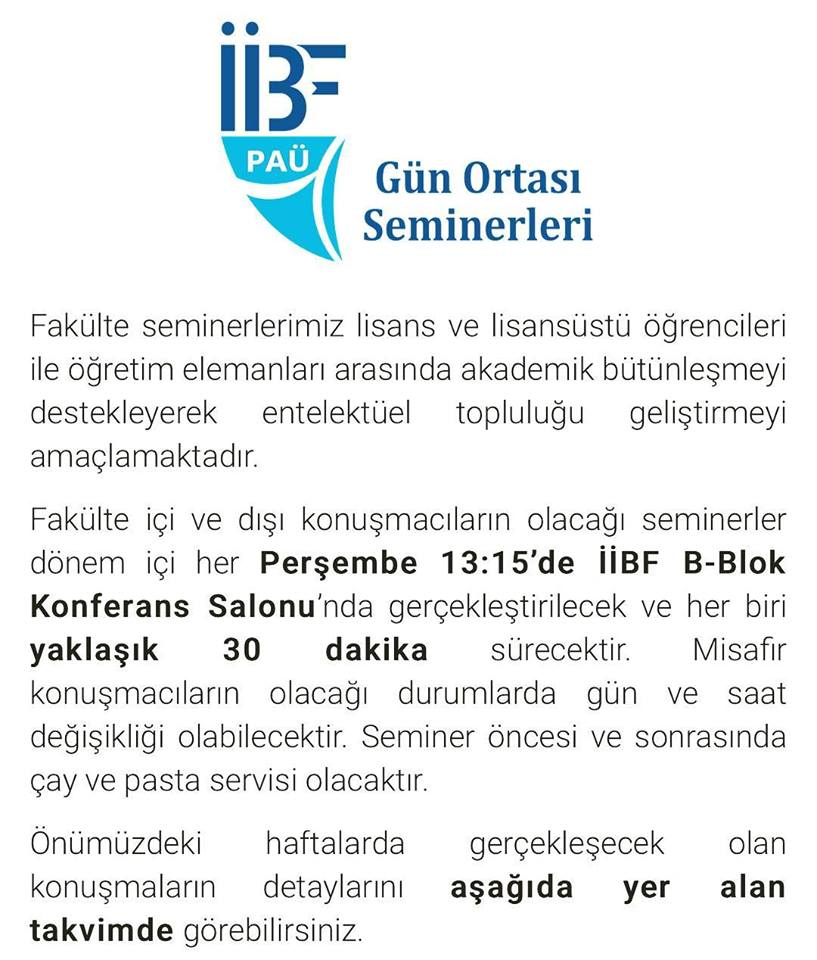 İİBF
PAÜ
Gün Ortası
Seminerleri
Fakülte seminerlerimiz lisans ve lisansüstü öğrencileri
ile öğretim elemanları arasında akademik bütünleşmeyi
destekleyerek entelektüel topluluğu geliştirmeyi
amaçlamaktadır.
Fakülte içi ve dışı konuşmacıların olacağı seminerler
dönem içi her Perşembe 13:15’de İİBF B-Blok
Konferans Salonu’nda gerçekleştirilecek ve her biri
yaklaşık 30 dakika sürecektir. Misafir
konuşmacıların olacağı durumlarda gün ve saat
değişikliği olabilecektir. Seminer öncesi ve sonrasında
çay ve pasta servisi olacaktır.
Önümüzdeki haftalarda gerçekleşecek olan
konuşmaların detaylarını aşağıda yer alan
takvimde görebilirsiniz.